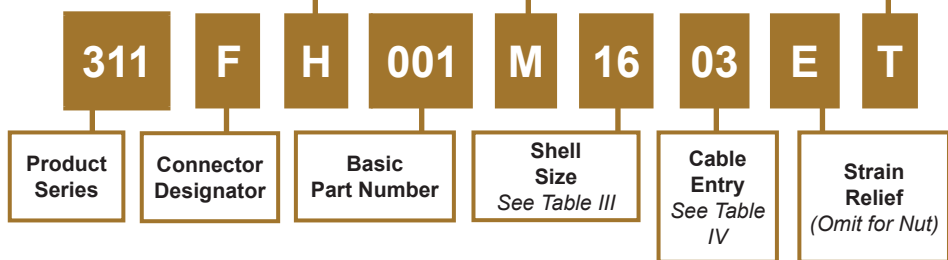 311 F H 001 M 16 03 E T
Product
Series
Connector
Designator
Basic
Part Number
Shell
Size
See Table III
Cable
Entry
See Table
IV
Strain
Relief
(Omit for Nut)